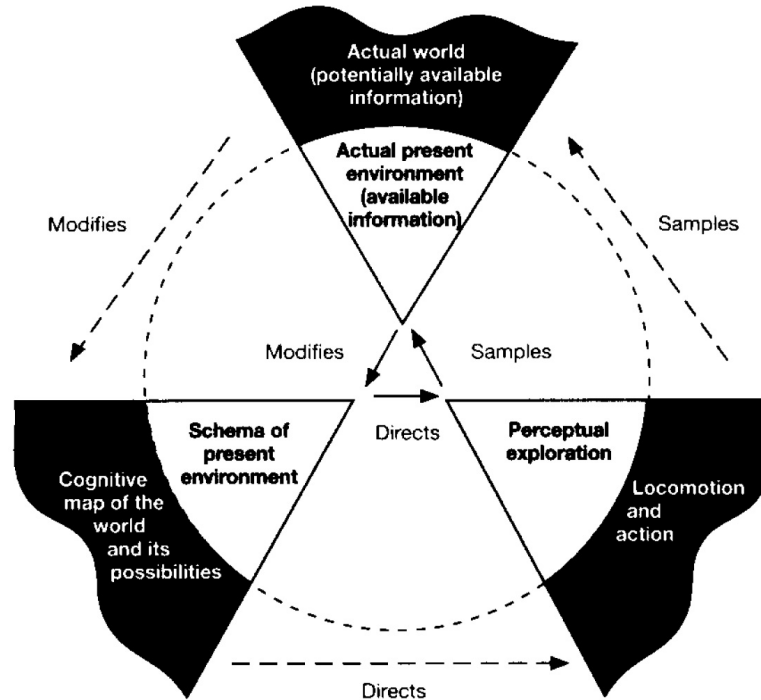 Actual world
(potentially available
information)
Actual present
environment
(available
information)
Modifies
Samples
Modifies
Samples
Directs
Schema of
present
environment
Perceptual
exploration
Cognitive
map of the
world
and its
possibilities
Locomotion
and
action
Directs